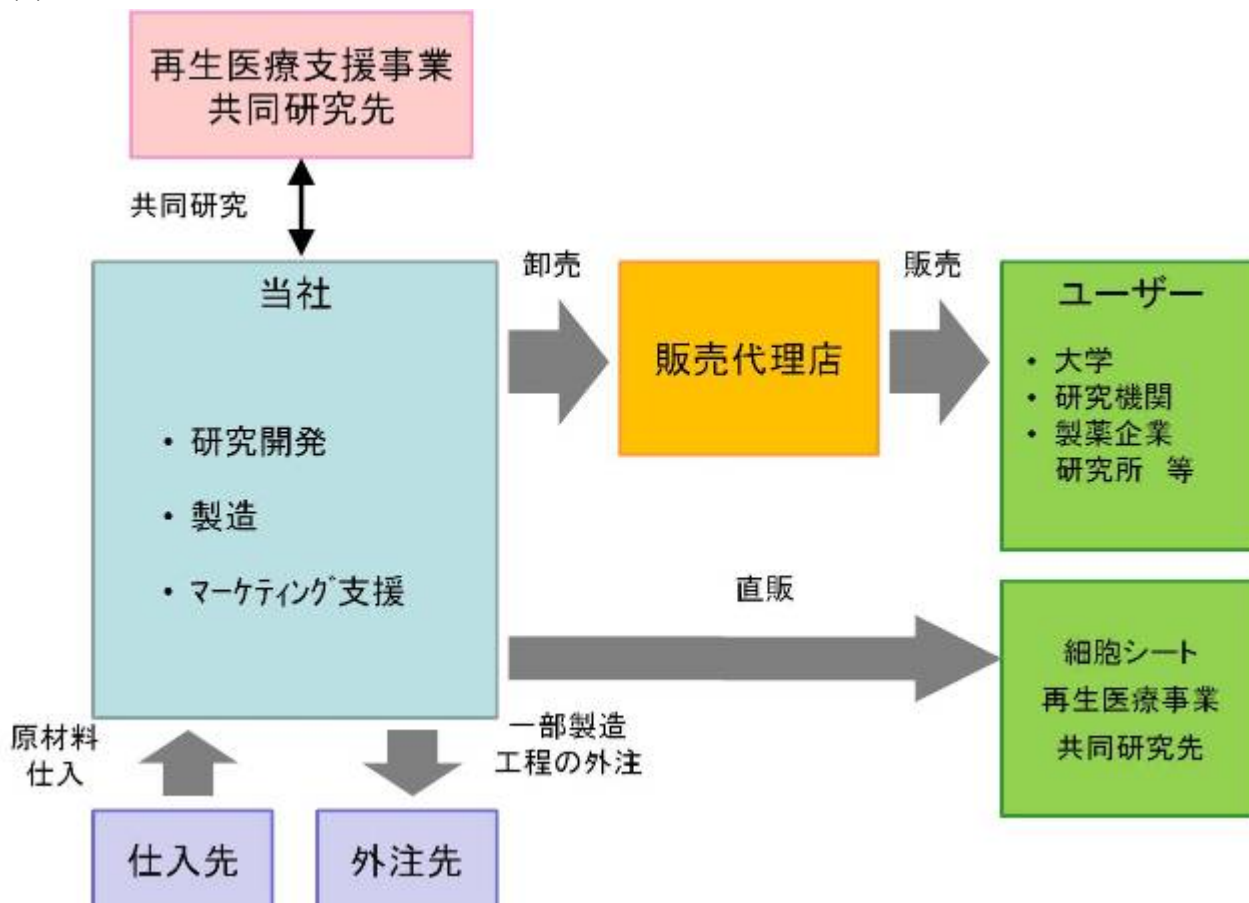 再生医療支援事業
共同研究先
共同研究
当社
・ 研究開発
・ 製造
・ ﾏｰｹﾃｨﾝｸﾞ支援
卸売
販売代理店
販売
ユーザー
・ 大学
・ 研究機関
・ 製薬企業
研究所 等
直販
細胞シート
再生医療事業
共同研究先
原材料
仕入
一部製造
工程の外注
仕入先
外注先